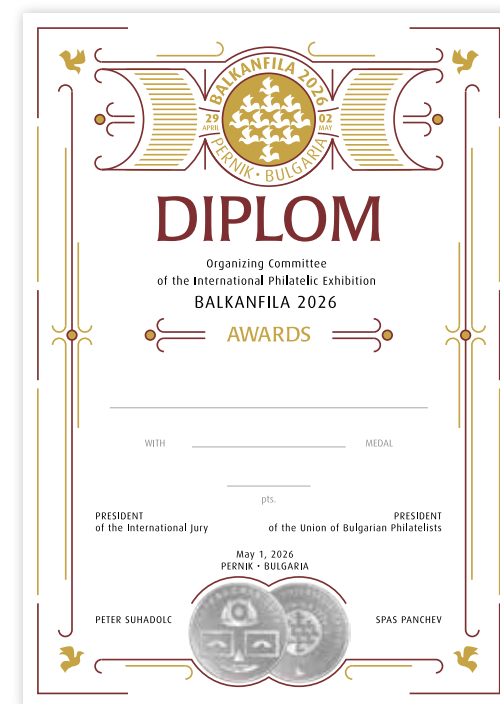 BALKANFILA 2026
29
APRIL
02
MAY
PERNIK • BULGARIA
DIPLOM
Organizing Committee
of the International Philatelic Exhibition
BALKANFILA 2026
AWARDS
WITH
MEDAL
pts.
PRESIDENT
of the International Jury
PRESIDENT
of the Union of Bulgarian Philatelists
May 1, 2026
PERNIK • BULGARIA
PETER SUHADOLC
SPAS PANCHEV